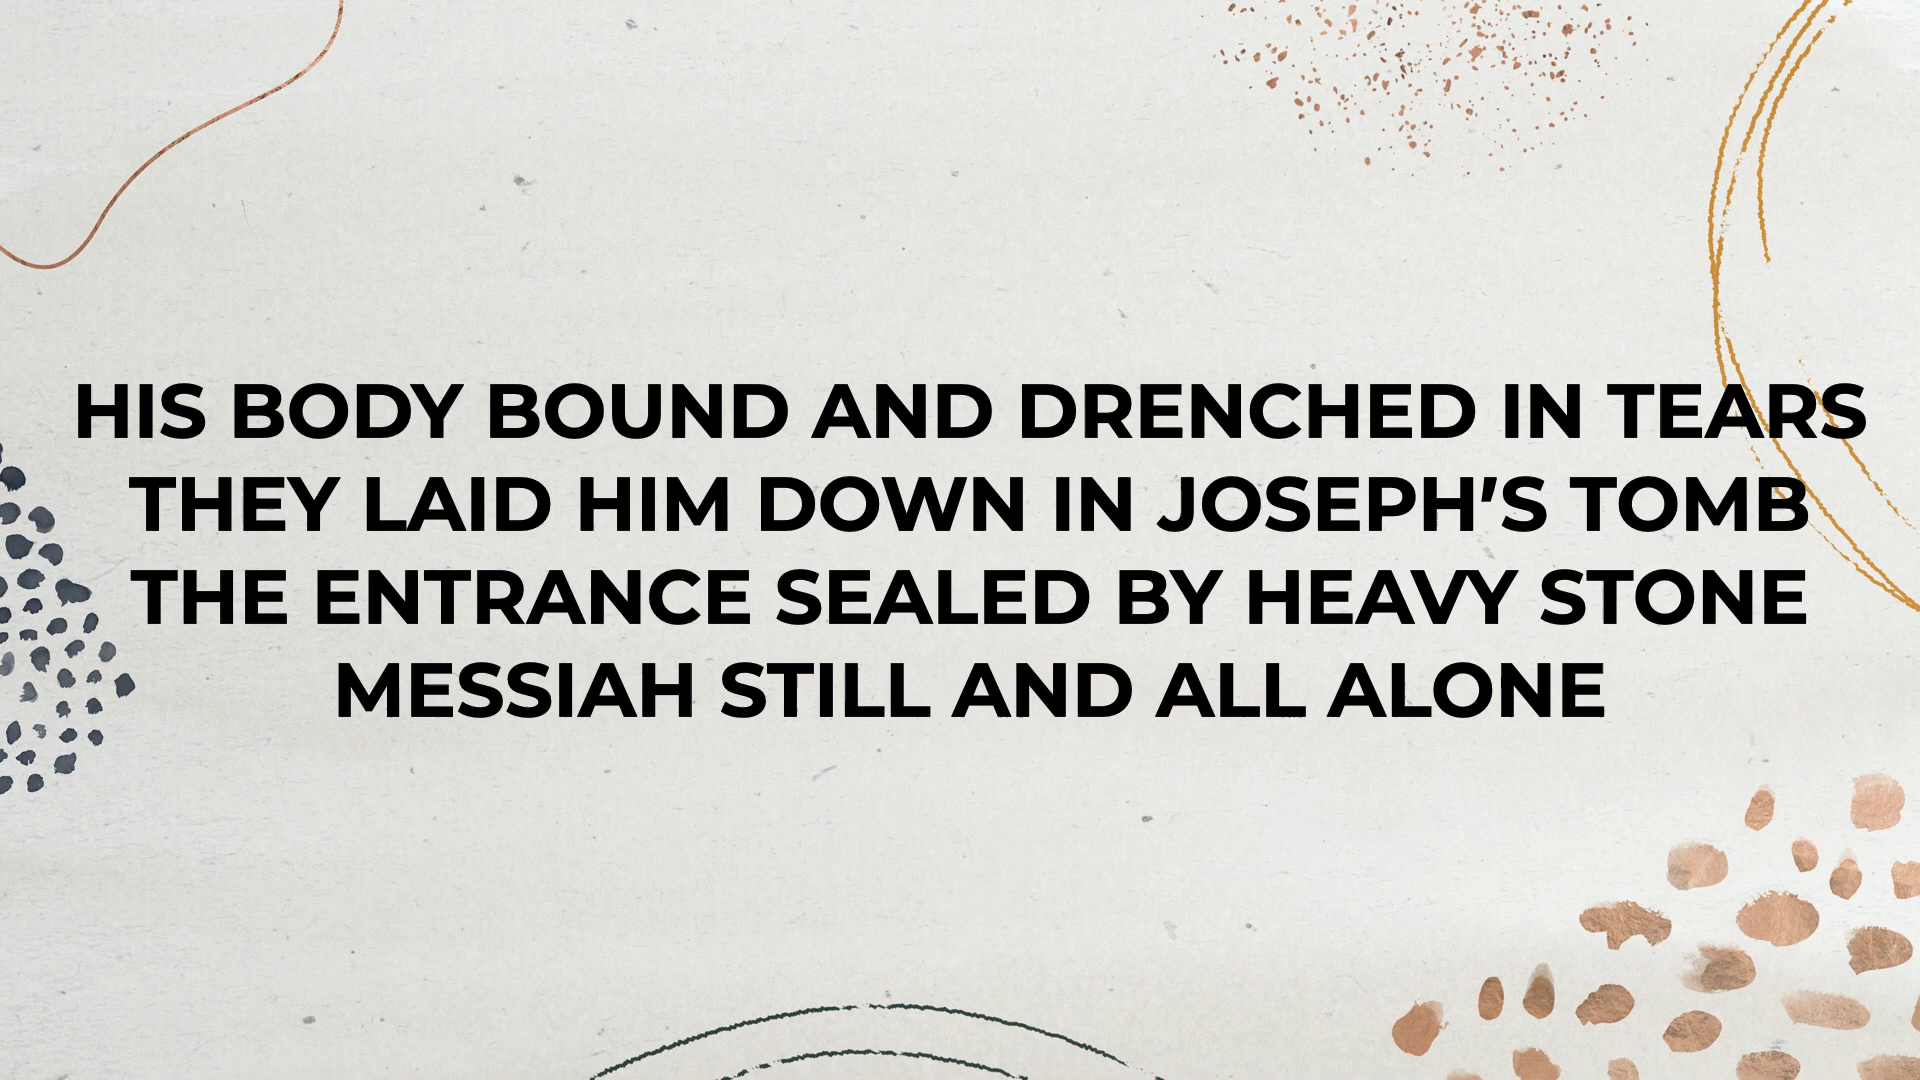 HIS BODY BOUND AND DRENCHED IN TEARS
THEY LAID HIM DOWN IN JOSEPH'S TOMB
THE ENTRANCE SEALED BY HEAVY STONE
MESSIAH STILL AND ALL ALONE